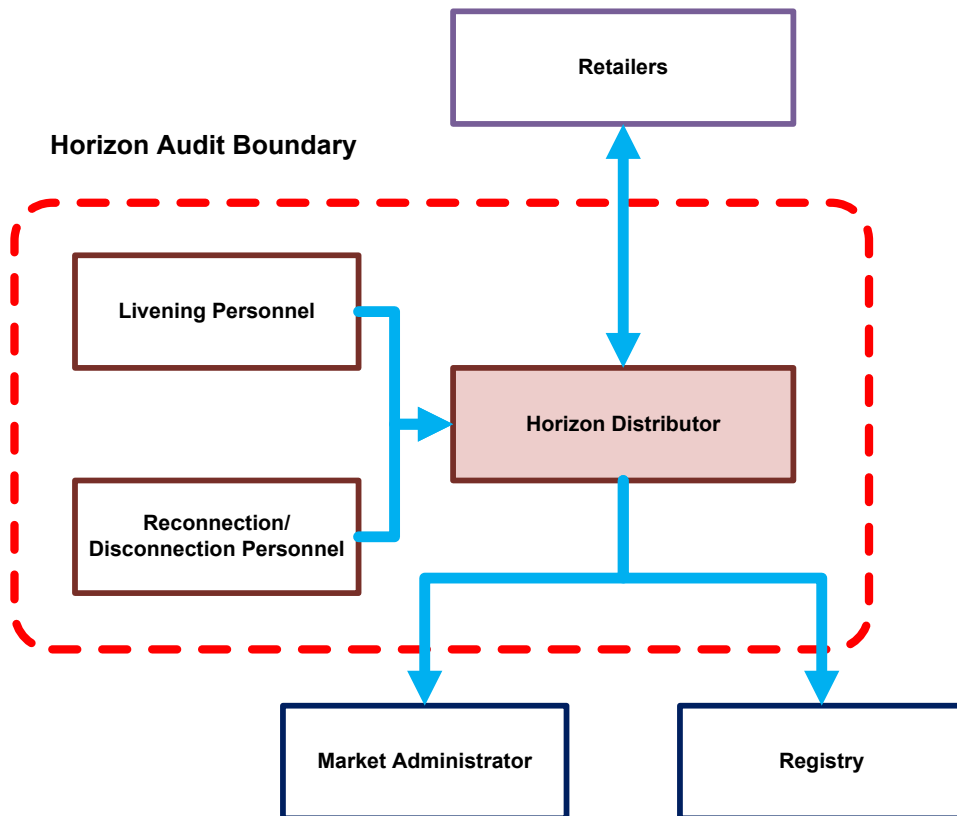 Retailers
Horizon Audit Boundary
Livening Personnel
Horizon Distributor
Reconnection/
Disconnection Personnel
Market Administrator
Registry